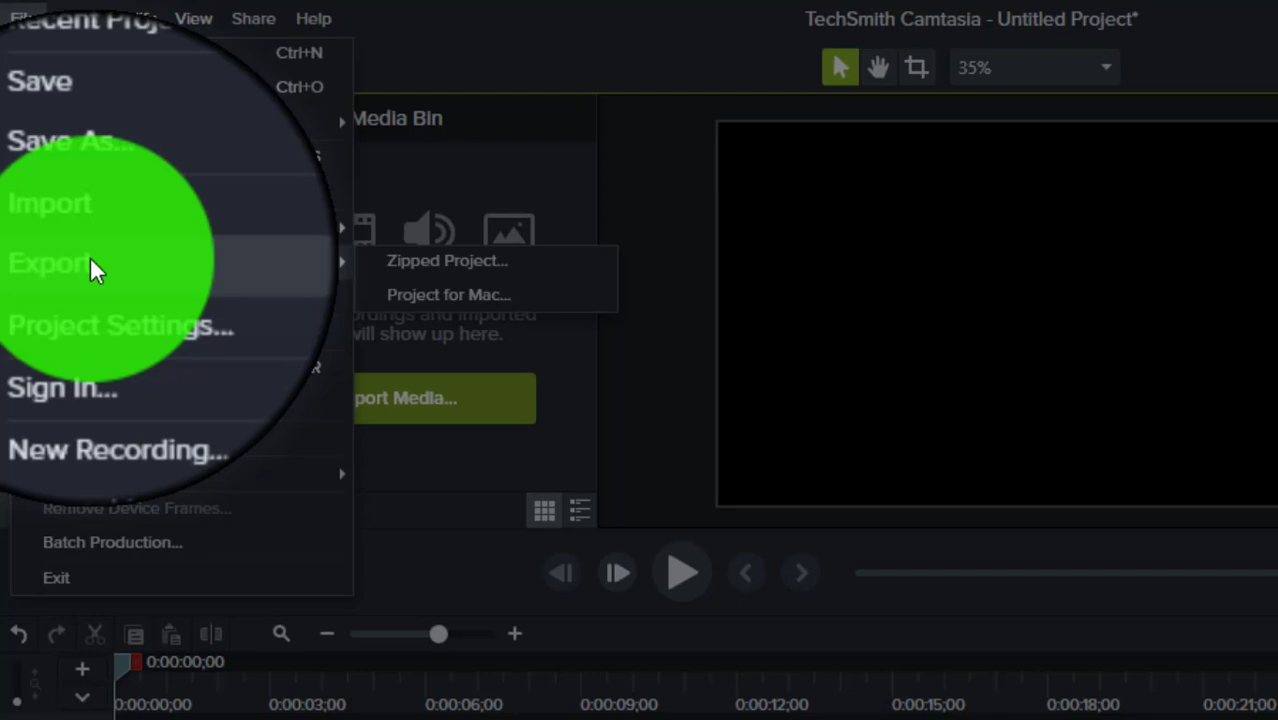 View Share Help
TechSmith Camtasia - Untitled Project*
Recent
Ctrl+N
35%
Save
Ctrl+O
Media Bin
Save As...
S
Import
Export
Zipped Project...
Project for Mac...
and imported
will show up here.
Project Settings...
R
Sign In...
port Media...
New Recording...
Remove Device Frames...
Batch Production...
Exit
0:00:00;00
0:00:00;00 0:00:03;00 0:00:06;00 0:00:09;00 0:00:12;00 0:00:15;00 0:00:18;00 0:00:21;00